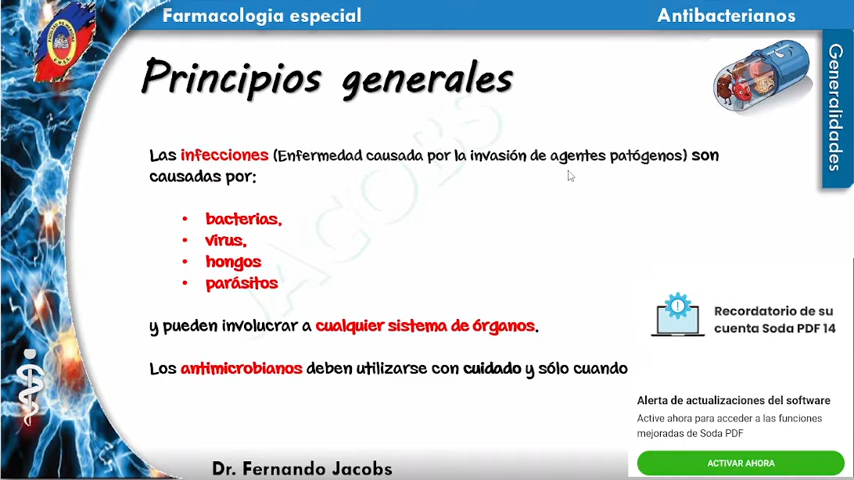 Farmacologia especial
Antibacterianos
Generalidades
Principios generales
Las infecciones (Enfermedad causada por la invasión de agentes patógenos) son
causadas por:
• bacterias,
• virus,
• hongos
• parásitos
y pueden involucrar a cualquier sistema de órganos.
Los antimicrobianos deben utilizarse con cuidado y sólo cuando
JACOBS
Recordatorio de su
cuenta Soda PDF 14
Alerta de actualizaciones del software
Active ahora para acceder a las funciones
mejoradas de Soda PDF
ACTIVAR AHORA
Dr. Fernando Jacobs